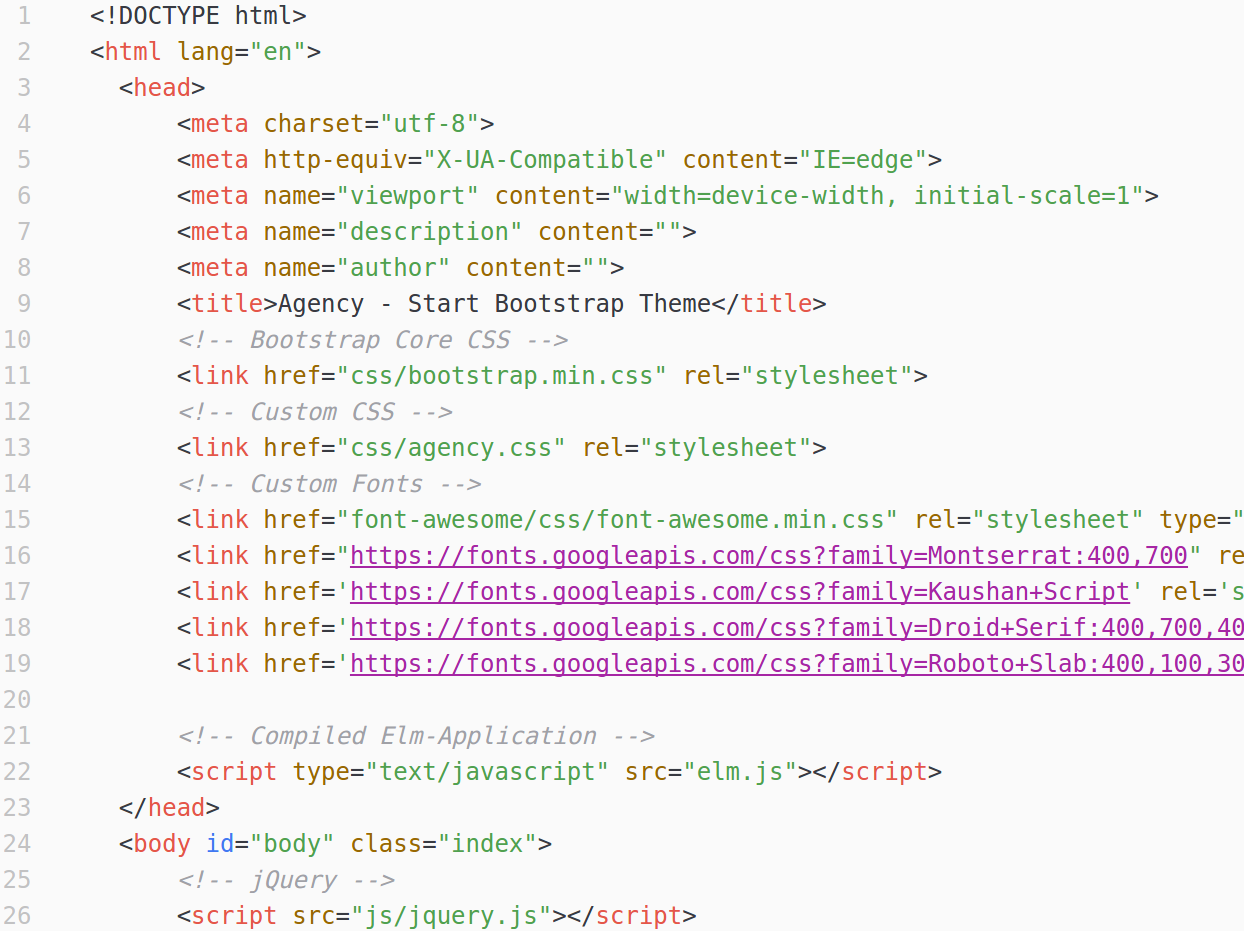 1 <!DOCTYPE html>
2 <html lang="en">
3 <head>
4 <meta charset="utf-8">
5 <meta http-equiv="X-UA-Compatible" content="IE=edge">
6 <meta name="viewport" content="width=device-width, initial-scale=1">
7 <meta name="description" content="">
8 <meta name="author" content="">
9 <title>Agency - Start Bootstrap Theme</title>
10 <!-- Bootstrap Core CSS -->
11 <link href="css/bootstrap.min.css" rel="stylesheet">
12 <!-- Custom CSS -->
13 <link href="css/agency.css" rel="stylesheet">
14 <!-- Custom Fonts -->
15 <link href="font-awesome/css/font-awesome.min.css" rel="stylesheet" type="
16 <link href="https://fonts.googleapis.com/css?family=Montserrat:400,700" re
17 <link href='https://fonts.googleapis.com/css?family=Kaushan+Script' rel='s
18 <link href='https://fonts.googleapis.com/css?family=Droid+Serif:400,700,40
19 <link href='https://fonts.googleapis.com/css?family=Roboto+Slab:400,100,30
20
21 <!-- Compiled Elm-Application -->
22 <script type="text/javascript" src="elm.js"></script>
23 </head>
24 <body id="body" class="index">
25 <!-- jQuery -->
26 <script src="js/jquery.js"></script>